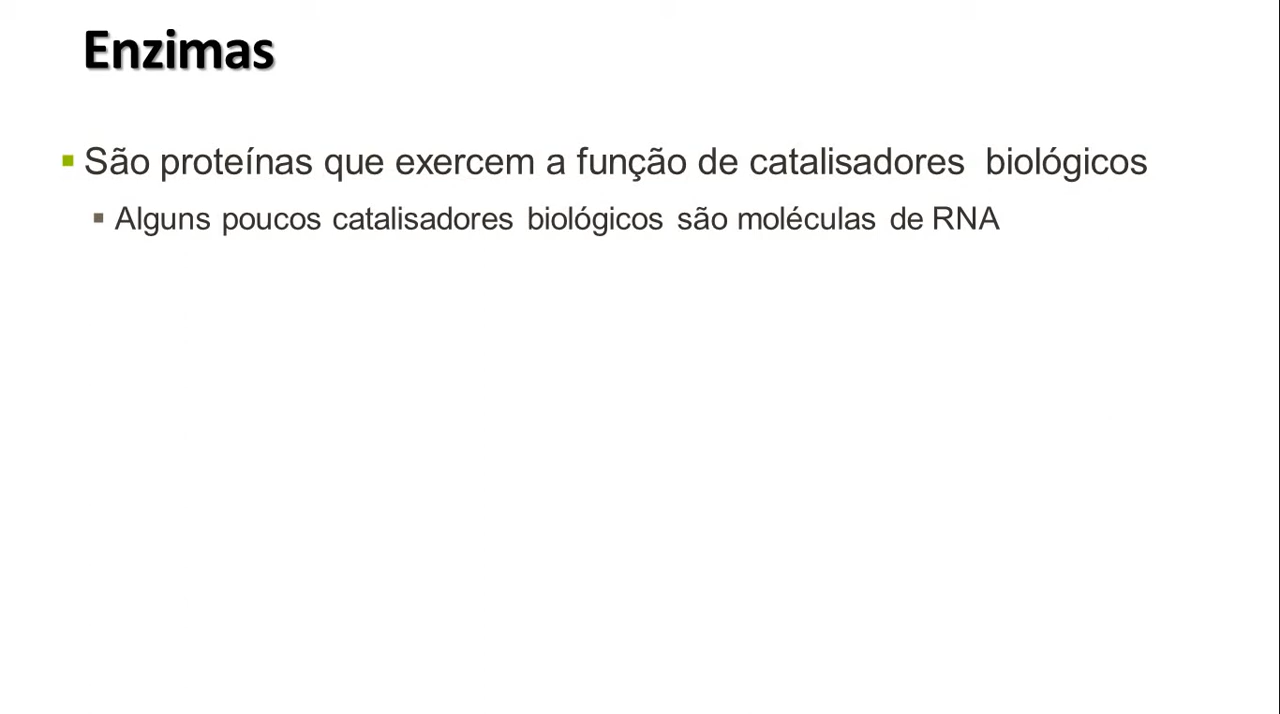 Enzimas
São proteínas que exercem a função de catalisadores biológicos
Alguns poucos catalisadores biológicos são moléculas de RNA